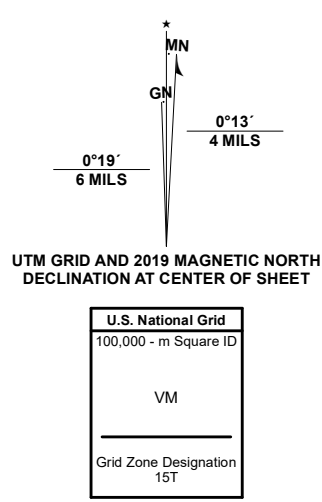 ★
MN
GN
0°13´
4 MILS
0°19´
6 MILS
UTM GRID AND 2019 MAGNETIC NORTH
DECLINATION AT CENTER OF SHEET
U.S. National Grid
100,000 - m Square ID
VM
Grid Zone Designation
15T